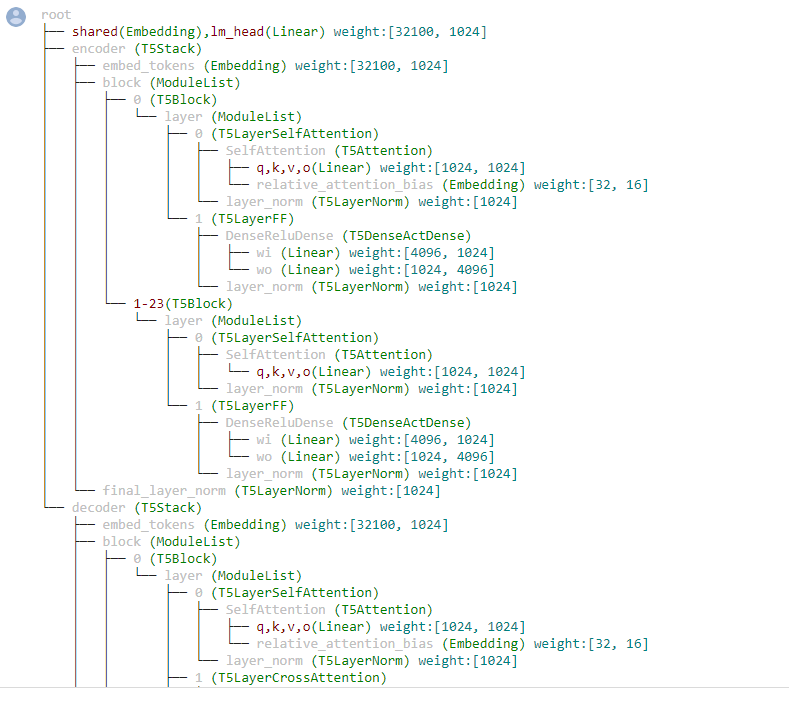 root
shared(Embedding),lm_head(Linear) weight:[32100, 1024]
encoder (T5Stack)
embed_tokens (Embedding) weight:[32100, 1024]
block (ModuleList)
0 (T5Block)
layer (ModuleList)
0 (T5LayerSelfAttention)
SelfAttention (T5Attention)
q,k,v,o(Linear) weight:[1024, 1024]
relative_attention_bias (Embedding) weight:[32, 16]
layer_norm (T5LayerNorm) weight:[1024]
1 (T5LayerFF)
DenseReluDense (T5DenseActDense)
wi (Linear) weight:[4096, 1024]
wo (Linear) weight:[1024, 4096]
layer_norm (T5LayerNorm) weight:[1024]
1-23(T5Block)
layer (ModuleList)
0 (T5LayerSelfAttention)
SelfAttention (T5Attention)
q,k,v,o(Linear) weight:[1024, 1024]
layer_norm (T5LayerNorm) weight:[1024]
1 (T5LayerFF)
DenseReluDense (T5DenseActDense)
wi (Linear) weight:[4096, 1024]
wo (Linear) weight:[1024, 4096]
layer_norm (T5LayerNorm) weight:[1024]
final_layer_norm (T5LayerNorm) weight:[1024]
decoder (T5Stack)
embed_tokens (Embedding) weight:[32100, 1024]
block (ModuleList)
0 (T5Block)
layer (ModuleList)
0 (T5LayerSelfAttention)
SelfAttention (T5Attention)
q,k,v,o(Linear) weight:[1024, 1024]
relative_attention_bias (Embedding) weight:[32, 16]
layer_norm (T5LayerNorm) weight:[1024]
1 (T5LayerCrossAttention)